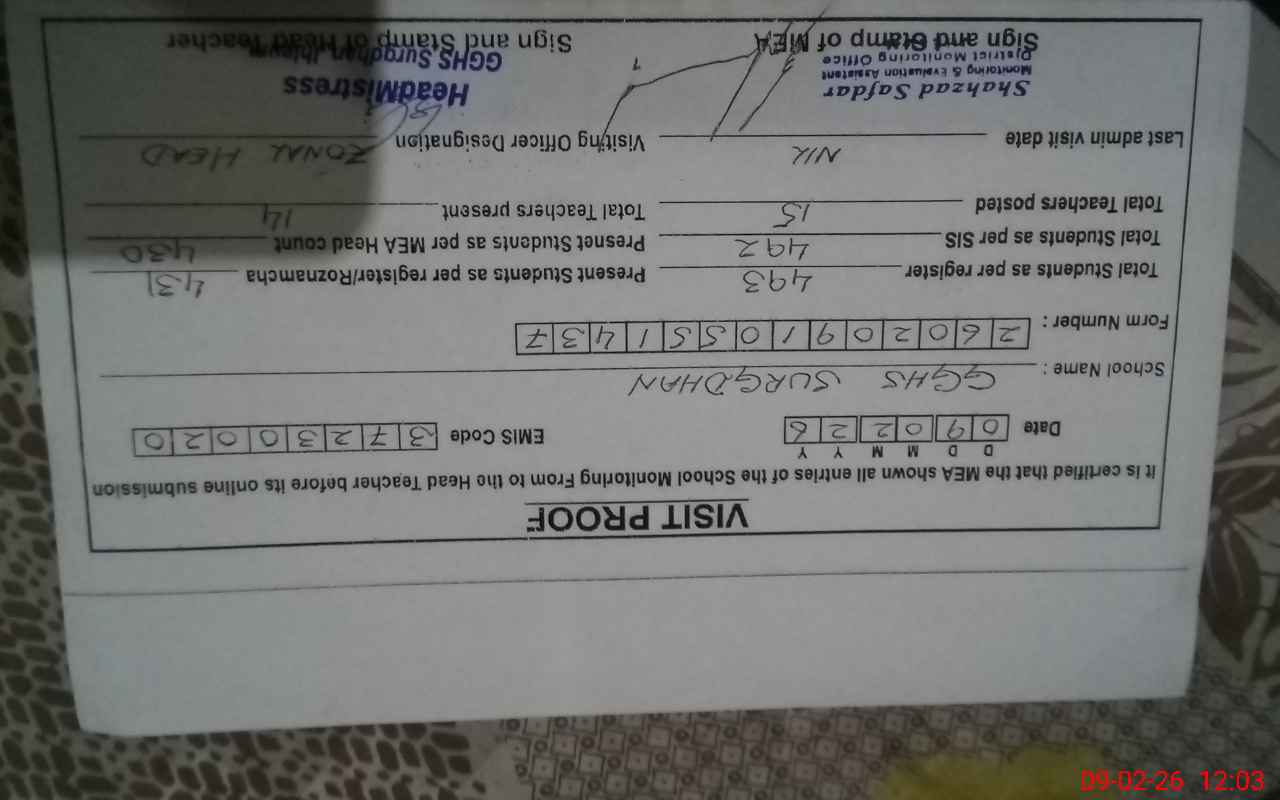 VISIT PROOF
It is certified that the MEA shown all entries of the School Monitoring From to the Head Teacher before its online submission
D D M M Y Y
Date 0 9 0 2 2 6 EMIS Code 3 7 2 3 0 0 2 0
School Name : GGHS SURGDHAN
Form Number : 2 6 0 2 0 9 1 0 5 5 1 4 3 7
Total Students as per register 493 Present Students as per register/Roznamcha 431
Total Students as per SIS 492 Presnet Students as per MEA Head count 430
Total Teachers posted 15 Total Teachers present 14
Last admin visit date NIL Visiting Officer Designation ZONAL HEAD
Shahzad Safdar HeadMistress
Monitoring & Evaluation Assistant GGHS Surgdhan Jhelum
District Monitoring Office
Sign and Stamp of MEA Sign and Stamp of Head Teacher
09-02-26 12:03